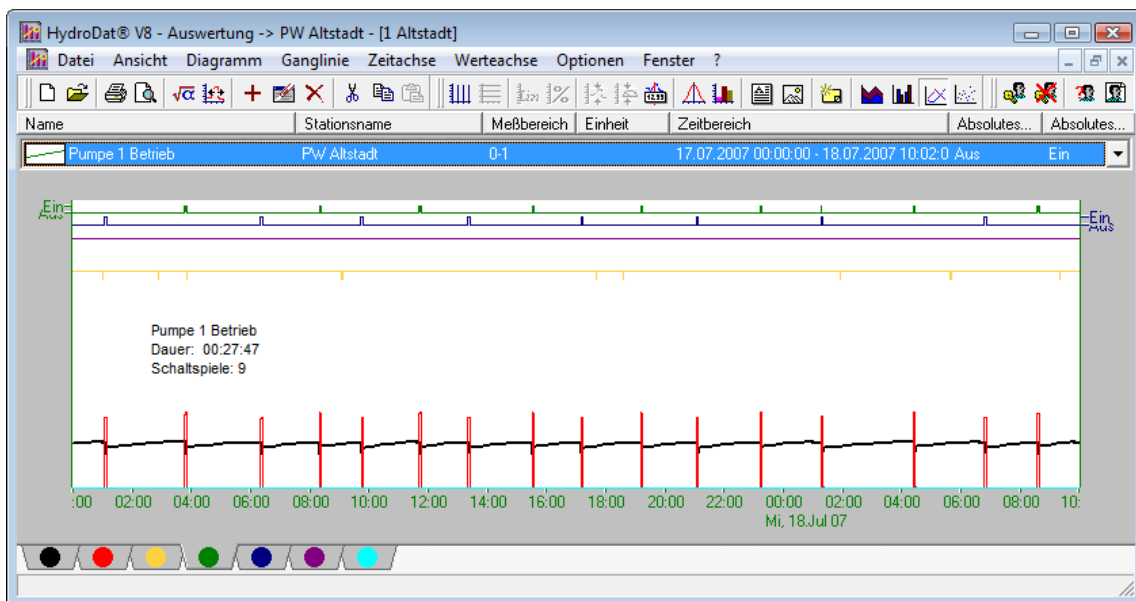 HydroDat® V8 - Auswertung -> PW Altstadt - [1 Altstadt]
Datei Ansicht Diagramm Ganglinie Zeitachse Werteachse Optionen Fenster ?
Name Stationsname Meßbereich Einheit Zeitbereich Absolutes... Absolutes...
Pumpe 1 Betrieb PW Altstadt 0-1 17.07.2007 00:00:00 - 18.07.2007 10:02:0 Aus Ein
Ein
Aus
Ein
Aus
Pumpe 1 Betrieb
Dauer: 00:27:47
Schaltspiele: 9
:00 02:00 04:00 06:00 08:00 10:00 12:00 14:00 16:00 18:00 20:00 22:00 00:00 02:00 04:00 06:00 08:00 10:
Mi, 18.Jul 07